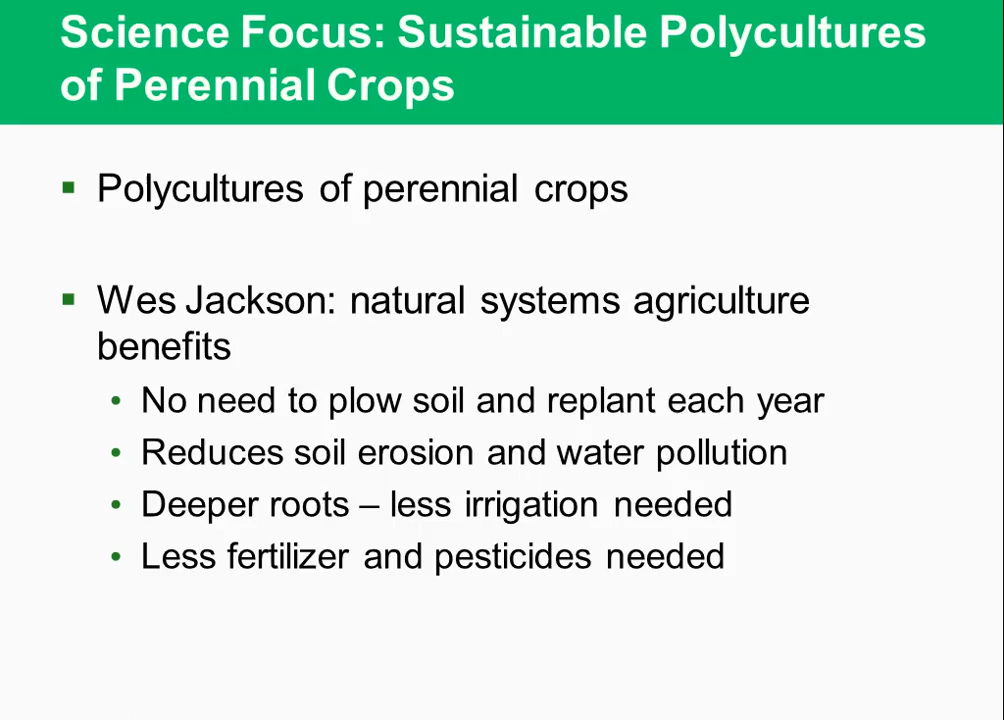 Science Focus: Sustainable Polycultures
of Perennial Crops
▪ Polycultures of perennial crops
▪ Wes Jackson: natural systems agriculture
benefits
• No need to plow soil and replant each year
• Reduces soil erosion and water pollution
• Deeper roots – less irrigation needed
• Less fertilizer and pesticides needed